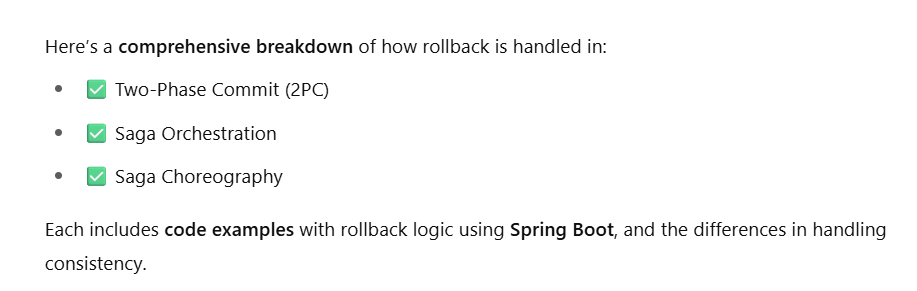 Here's a comprehensive breakdown of how rollback is handled in:
• ✅ Two-Phase Commit (2PC)
• ✅ Saga Orchestration
• ✅ Saga Choreography
Each includes code examples with rollback logic using Spring Boot, and the differences in handling
consistency.